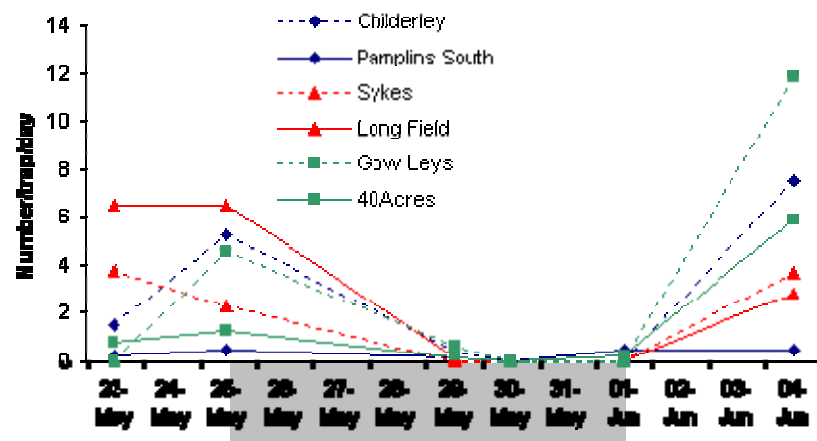 14
12
10
8
6
4
2
0
Number/trap/day
Childerley
Pamplins South
Sykes
Long Field
Gow Leys
40Acres
23- 24- 25- 26- 27- 28- 29- 30- 31- 01- 02- 03- 04-
May May May May May May May May May Jun Jun Jun Jun